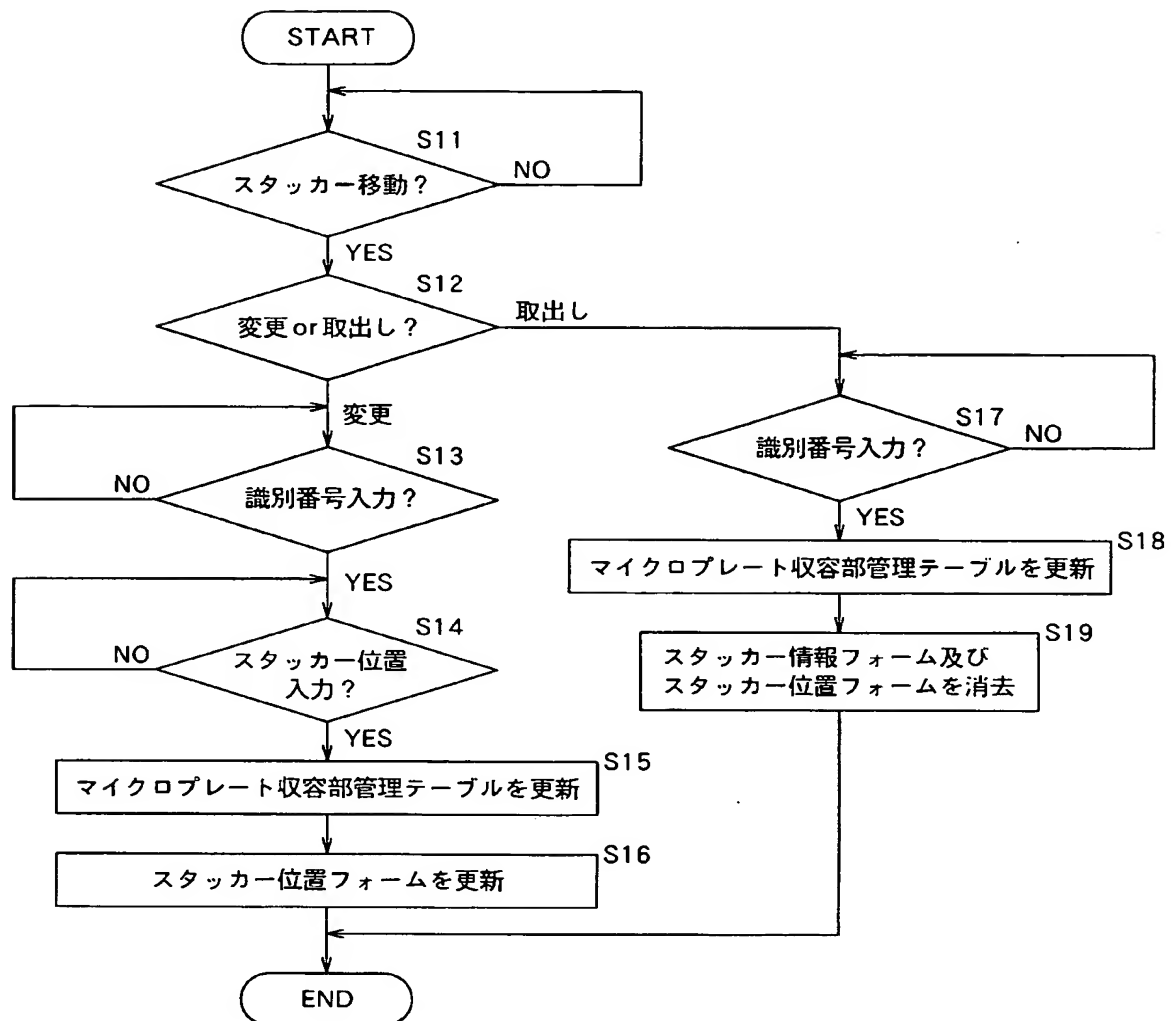 START
S11
スタッカー移動？
NO
YES
S12
変更or取出し？
取出し
変更
S13
識別番号入力？
NO
YES
S14
スタッカー位置
入力？
NO
YES
S15
マイクロプレート収容部管理テーブルを更新
S16
スタッカー位置フォームを更新
S17
識別番号入力？
NO
YES
S18
マイクロプレート収容部管理テーブルを更新
S19
スタッカー情報フォーム及び
スタッカー位置フォームを消去
END